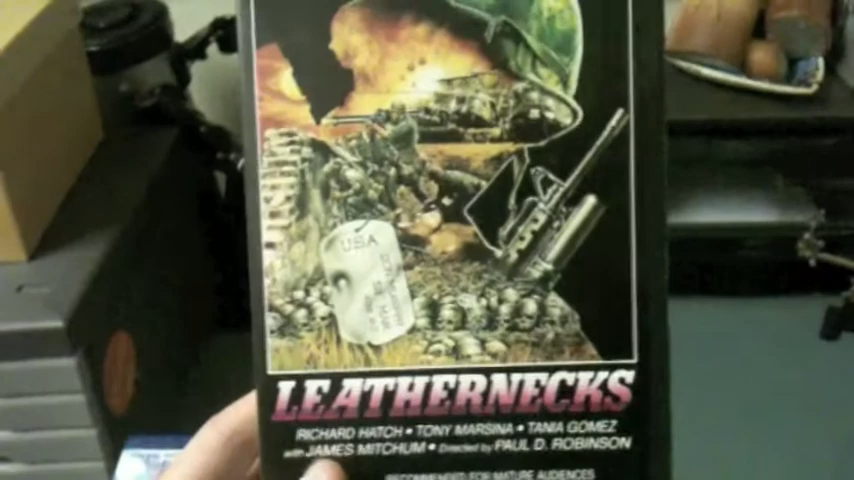 USA
LEATHERNECKS
RICHARD HATCH • TONY MARSINA • TANIA GOMEZ
with JAMES MITCHUM • Directed by PAUL D. ROBINSON
RECOMMENDED FOR MATURE AUDIENCES